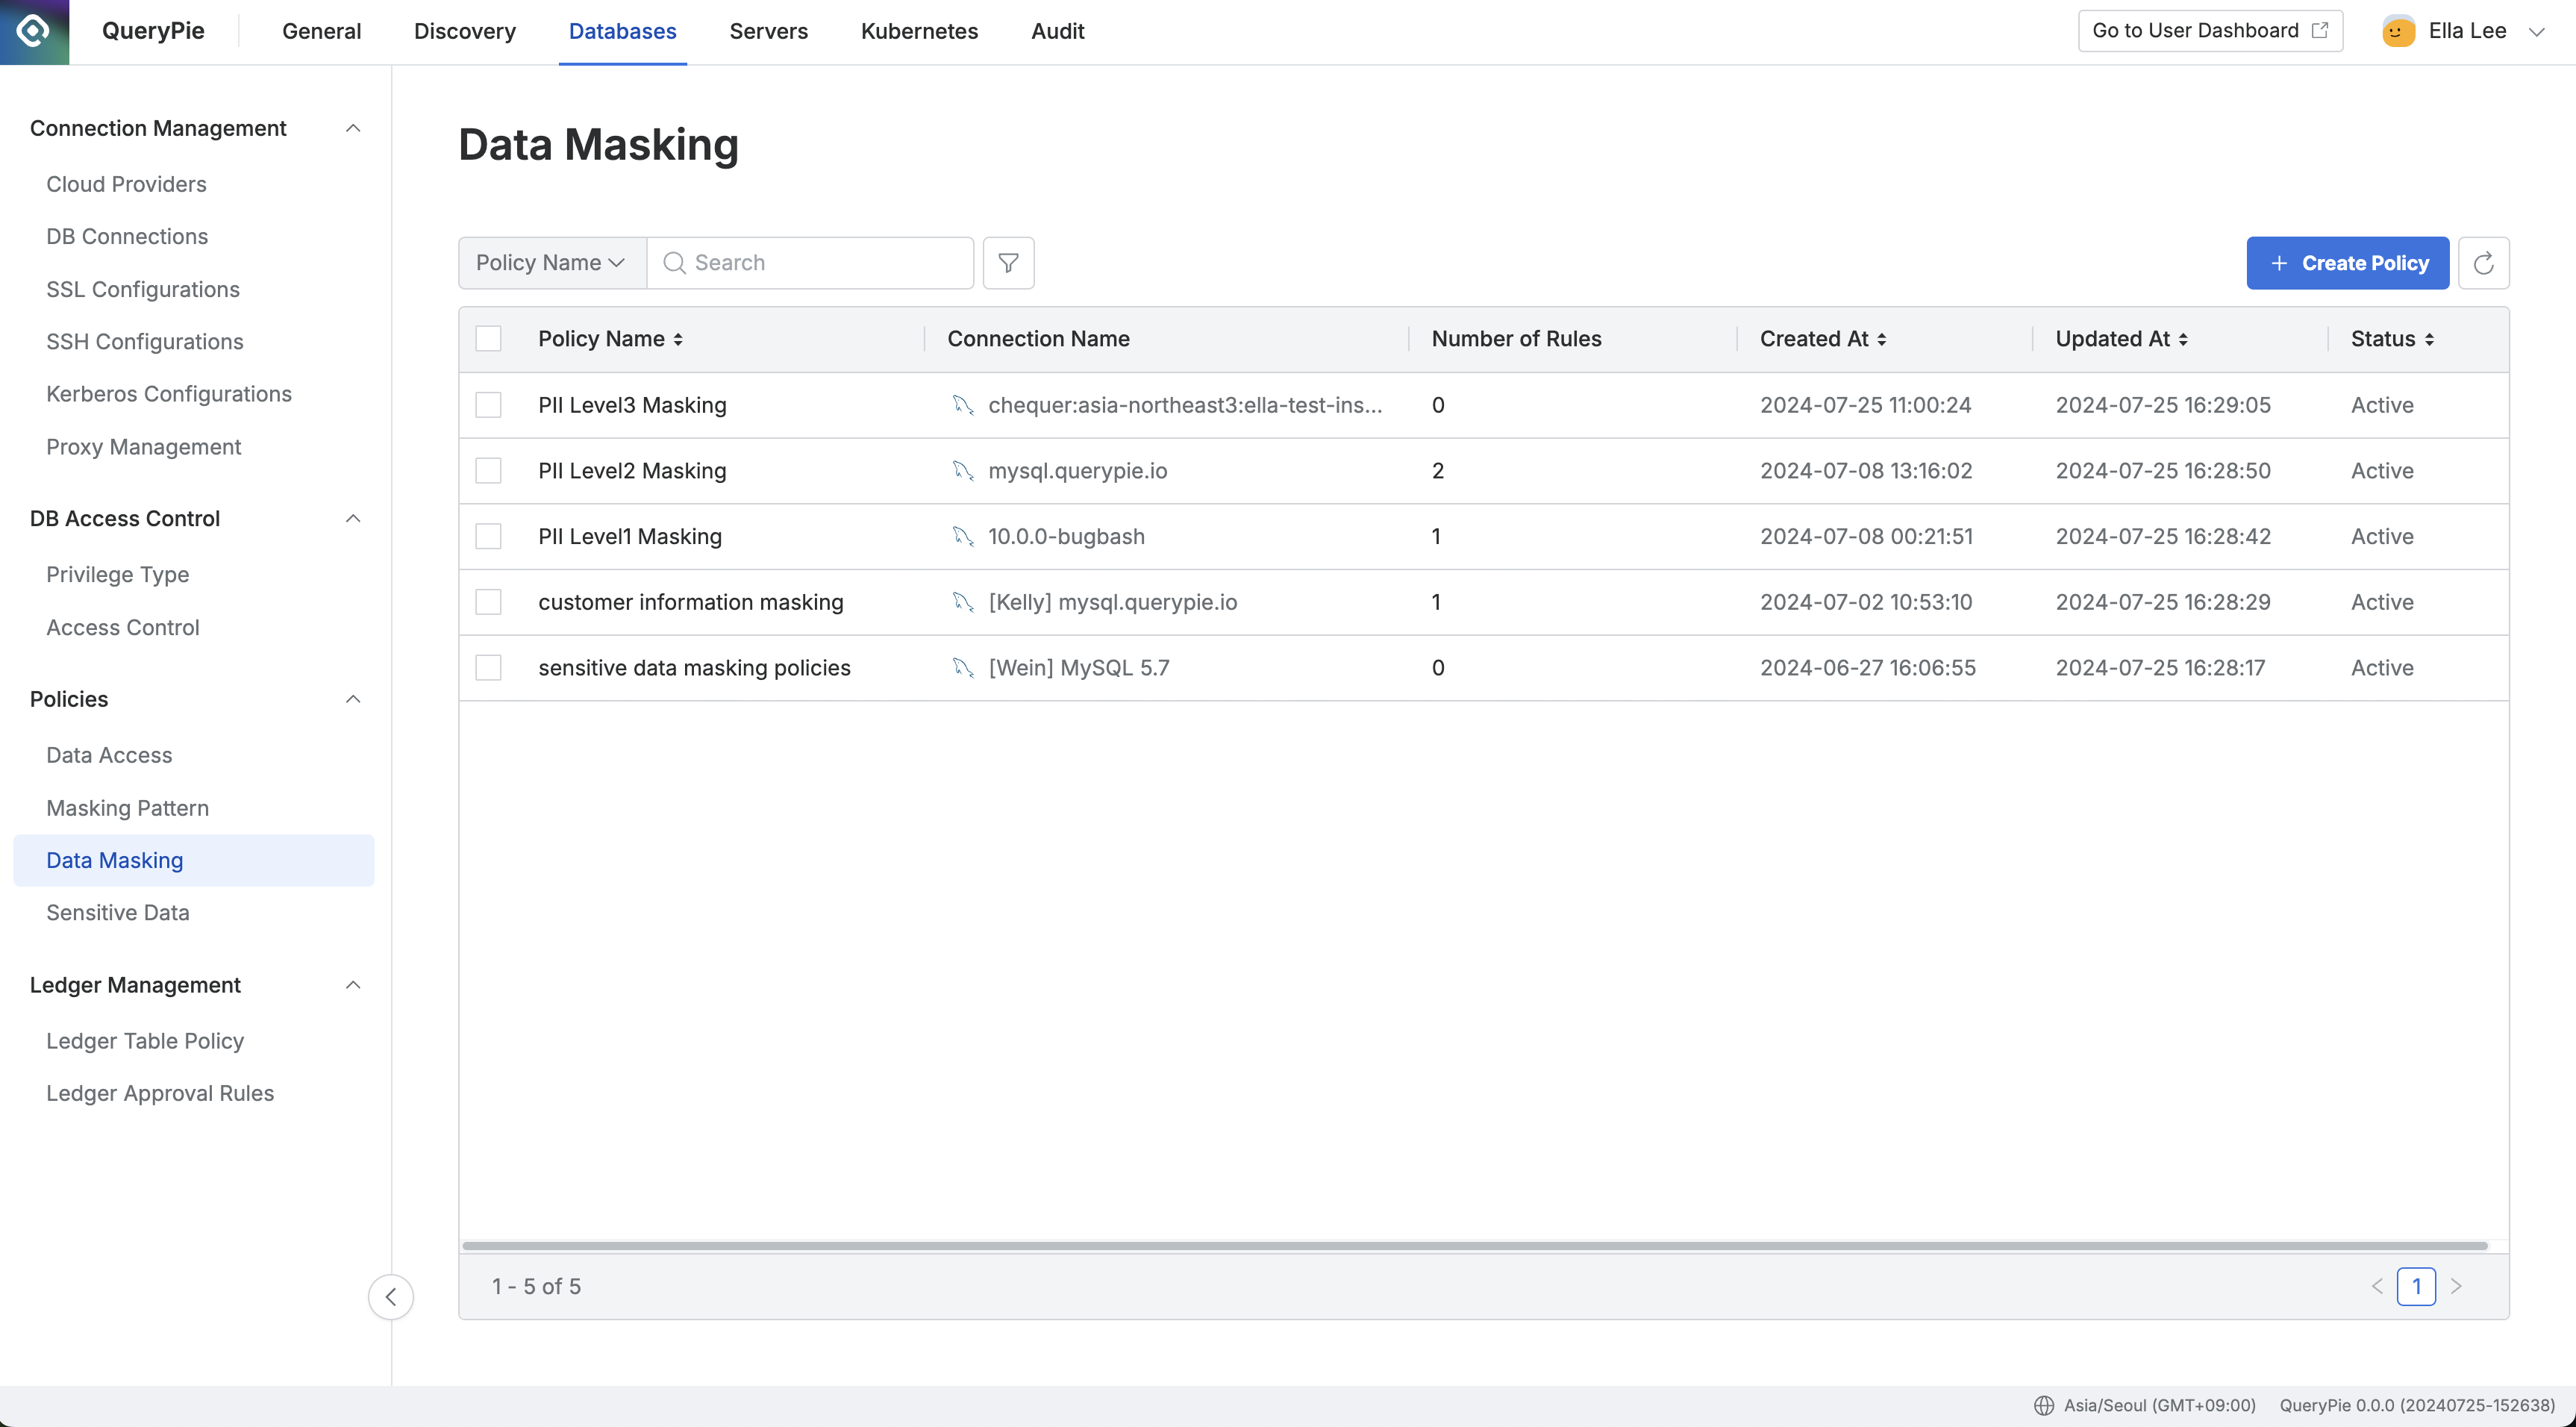 QueryPie General Discovery Databases Servers Kubernetes Audit Go to User Dashboard Ella Lee
Connection Management
Cloud Providers
DB Connections
SSL Configurations
SSH Configurations
Kerberos Configurations
Proxy Management
DB Access Control
Privilege Type
Access Control
Policies
Data Access
Masking Pattern
Data Masking
Sensitive Data
Ledger Management
Ledger Table Policy
Ledger Approval Rules
Data Masking
Policy Name Search Create Policy
Policy Name Connection Name Number of Rules Created At Updated At Status
PII Level3 Masking chequer:asia-northeast3:ella-test-ins... 0 2024-07-25 11:00:24 2024-07-25 16:29:05 Active
PII Level2 Masking mysql.querypie.io 2 2024-07-08 13:16:02 2024-07-25 16:28:50 Active
PII Level1 Masking 10.0.0-bugbash 1 2024-07-08 00:21:51 2024-07-25 16:28:42 Active
customer information masking [Kelly] mysql.querypie.io 1 2024-07-02 10:53:10 2024-07-25 16:28:29 Active
sensitive data masking policies [Wein] MySQL 5.7 0 2024-06-27 16:06:55 2024-07-25 16:28:17 Active
1 - 5 of 5 1
Asia/Seoul (GMT+09:00) QueryPie 0.0.0 (20240725-152638)